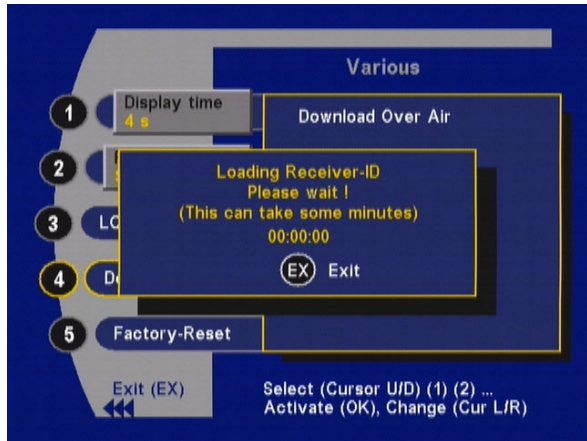 Various
1
Display time
4 s
Download Over Air
2
Loading Receiver-ID
Please wait !
(This can take some minutes)
00:00:00
EX Exit
3 LO
4 D
5 Factory-Reset
Exit (EX)
Select (Cursor U/D) (1) (2) ...
Activate (OK), Change (Cur L/R)